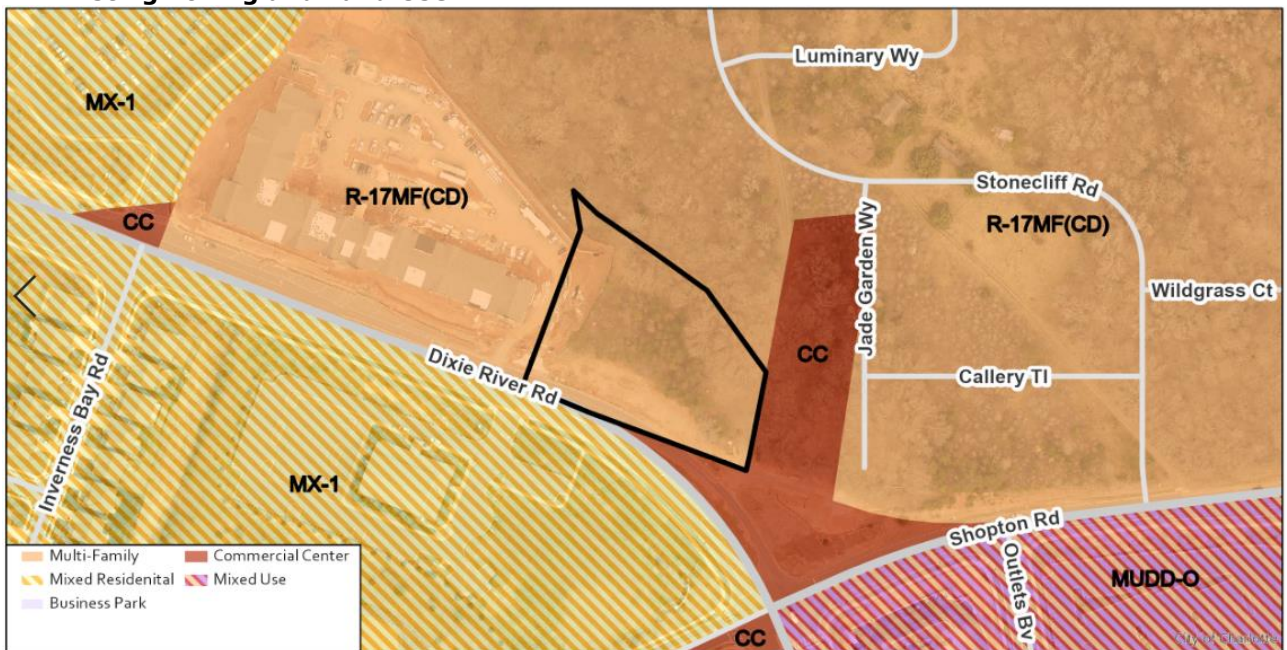 Luminary Wy
MX-1
R-17MF(CD)
Stonecliff Rd
CC
Jade Garden Wy
R-17MF(CD)
Wildgrass Ct
Dixie River Rd
CC
Callery Tl
Inverness Bay Rd
MX-1
Shopton Rd
Outlets Bv
MUDD-O
CC
City of Charlotte
Multi-Family
Commercial Center
Mixed Residenital
Mixed Use
Business Park